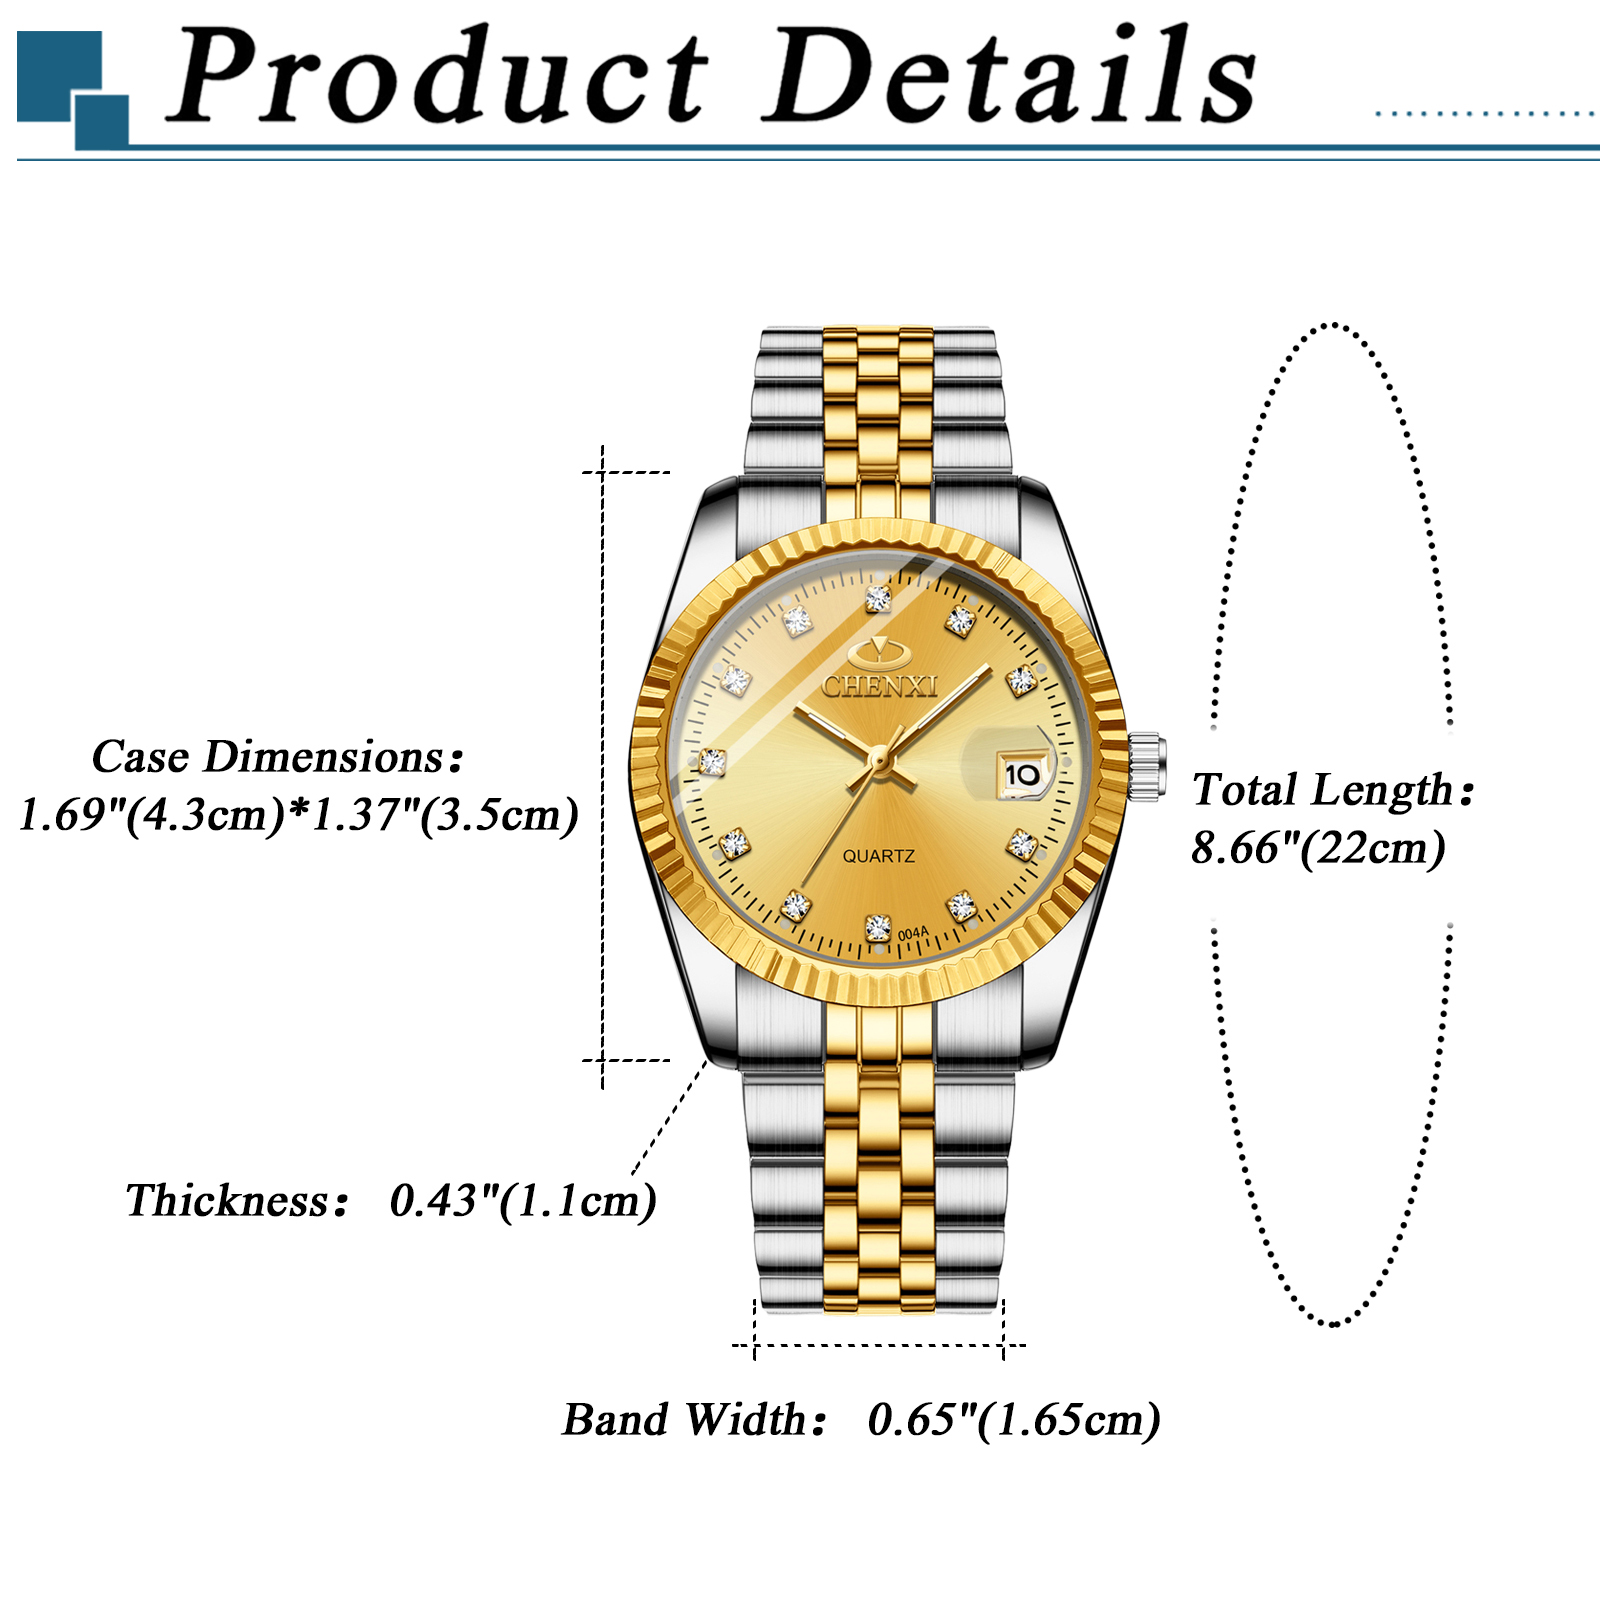 Product Details
CHENXI
10
QUARTZ
004A
Case Dimensions:
1.69"(4.3cm)*1.37"(3.5cm)
Total Length:
8.66"(22cm)
Thickness: 0.43"(1.1cm)
Band Width: 0.65"(1.65cm)